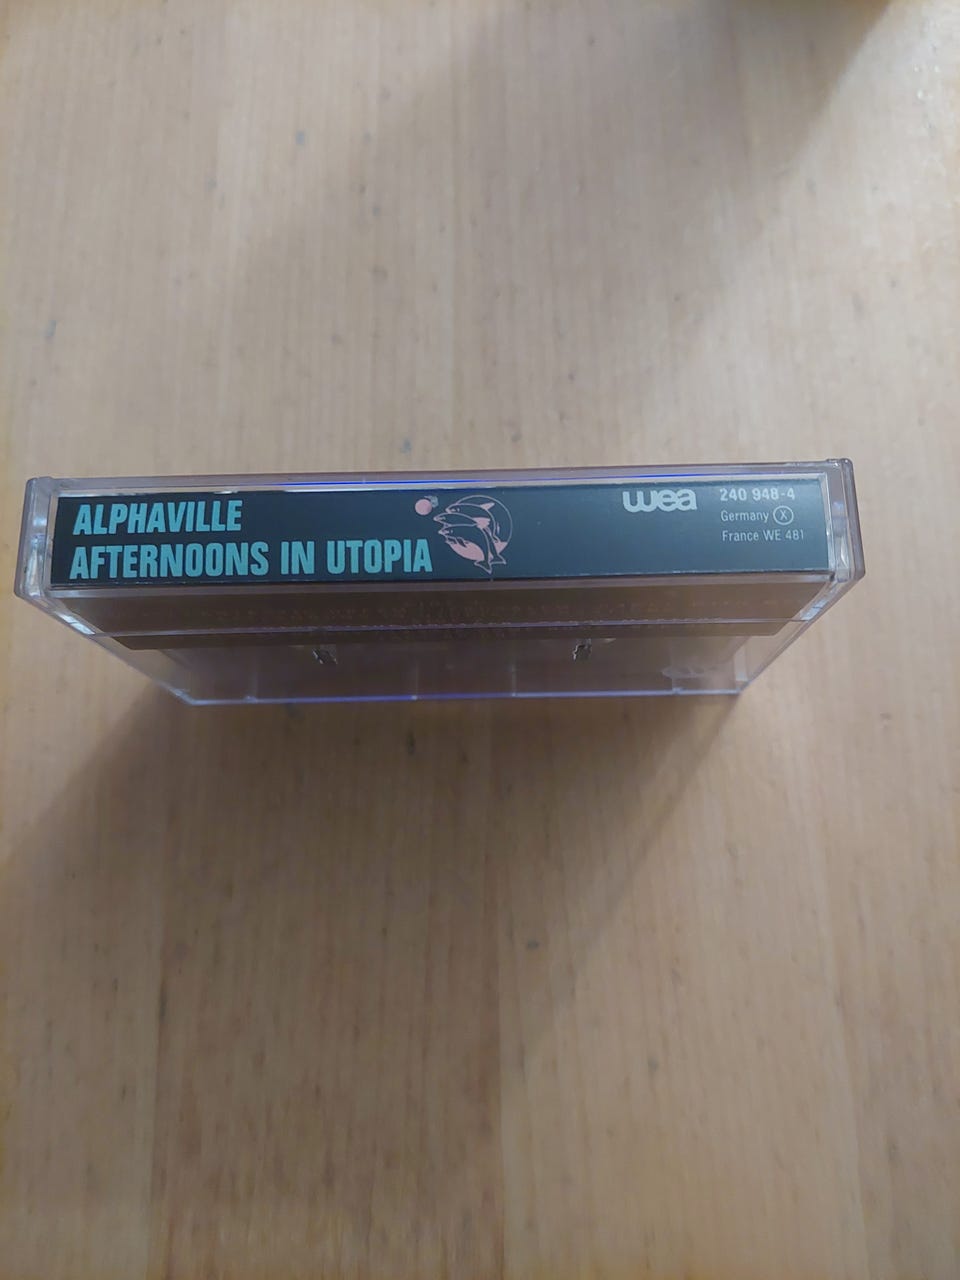 ALPHAVILLE
AFTERNOONS IN UTOPIA
wea
240 948-4
Germany X
France WE 481